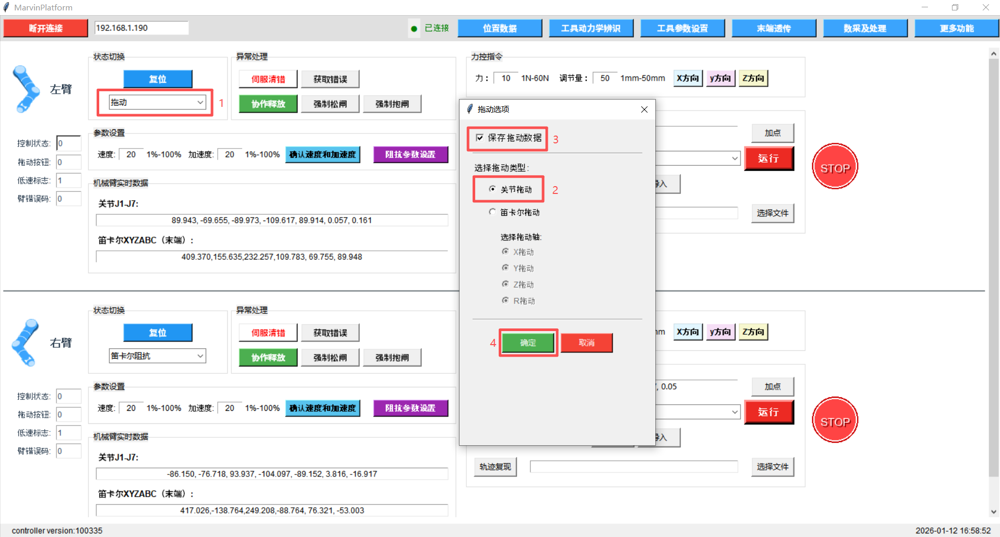 MarvinPlatform
断开连接
192.168.1.190
已连接
位置数据
工具动力学辨识
工具参数设置
末端透传
数采及处理
更多功能
左臂
状态切换
复位
拖动
1
异常处理
伺服清错
获取错误
协作释放
强制松闸
强制抱闸
力控指令
力：
10
1N-60N
调节量：
50
1mm-50mm
X方向
y方向
Z方向
控制状态:
0
拖动按钮:
0
低速标志:
1
臂错误码:
0
参数设置
速度:
20
1%-100%
加速度:
20
1%-100%
确认速度和加速度
阻抗参数设置
机械臂实时数据
关节J1-J7:
89.943, -69.655, -89.973, -109.617, 89.914, 0.057, 0.161
笛卡尔XYZABC（末端）:
409.370,155.635,232.257,109.783, 69.755, 89.948
加点
运行
STOP
导入
选择文件
拖动选项
保存拖动数据
3
选择拖动类型:
关节拖动
2
笛卡尔拖动
选择拖动轴:
X拖动
Y拖动
Z拖动
R拖动
4
确定
取消
右臂
状态切换
复位
笛卡尔阻抗
异常处理
伺服清错
获取错误
协作释放
强制松闸
强制抱闸
nm
X方向
y方向
Z方向
控制状态:
0
拖动按钮:
0
低速标志:
1
臂错误码:
0
参数设置
速度:
20
1%-100%
加速度:
20
1%-100%
确认速度和加速度
阻抗参数设置
机械臂实时数据
关节J1-J7:
-86.150, -76.718, 93.937, -104.097, -89.152, 3.816, -16.917
笛卡尔XYZABC（末端）:
417.026,-138.764,249.208,-88.764, 76.321, -53.003
, 0.05
加点
运行
STOP
导入
轨迹复现
选择文件
controller version:100335
2026-01-12 16:58:52